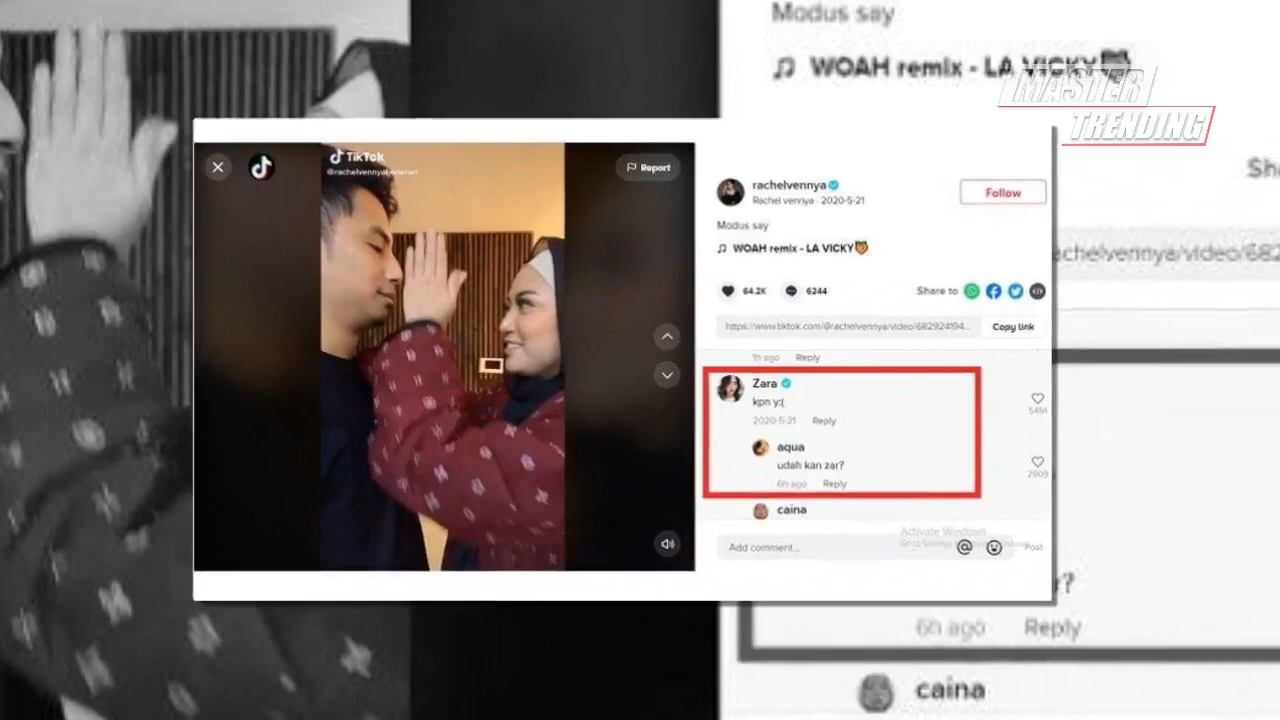 Modus say
WOAH remix - LA VICKY
MASTER
TRENDING
TikTok
Report
rachelvennya
Rachel vennya · 2020-5-21
Follow
Modus say
WOAH remix - LA VICKY🍑
64.2K
6244
Share to
https://www.tiktok.com/@rachelvennya/video/682924194...
Copy link
1h ago Reply
Zara
kpn y:(
2020-5-21 Reply
5491
aqua
udah kan zar?
6h ago Reply
2909
caina
Activate Windows
Add comment...
Post
6h ago Reply
caina